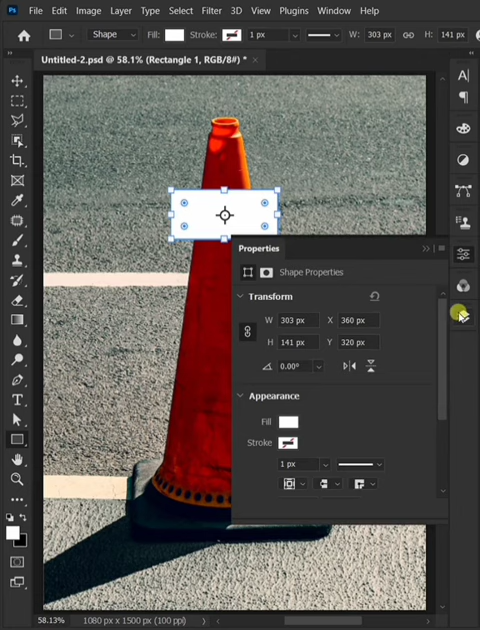 Ps File Edit Image Layer Type Select Filter 3D View Plugins Window Help
Shape Fill: Stroke: 1 px W: 303 px H: 141 px
Untitled-2.psd @ 58.1% (Rectangle 1, RGB/8#) * ×
Properties
Shape Properties
Transform
W 303 px X 360 px
H 141 px Y 320 px
0.00°
Appearance
Fill
Stroke
1 px
58.13% 1080 px x 1500 px (100 pp)